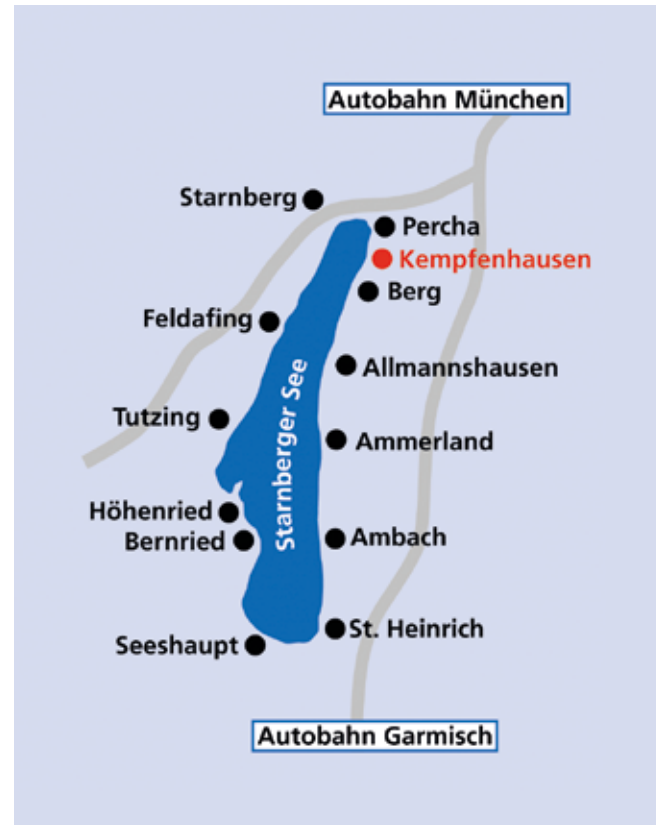 Autobahn München
Starnberg
Percha
Kempfenhausen
Berg
Feldafing
Allmannshausen
Starnberger See
Tutzing
Ammerland
Höhenried
Bernried
Ambach
St. Heinrich
Seeshaupt
Autobahn Garmisch